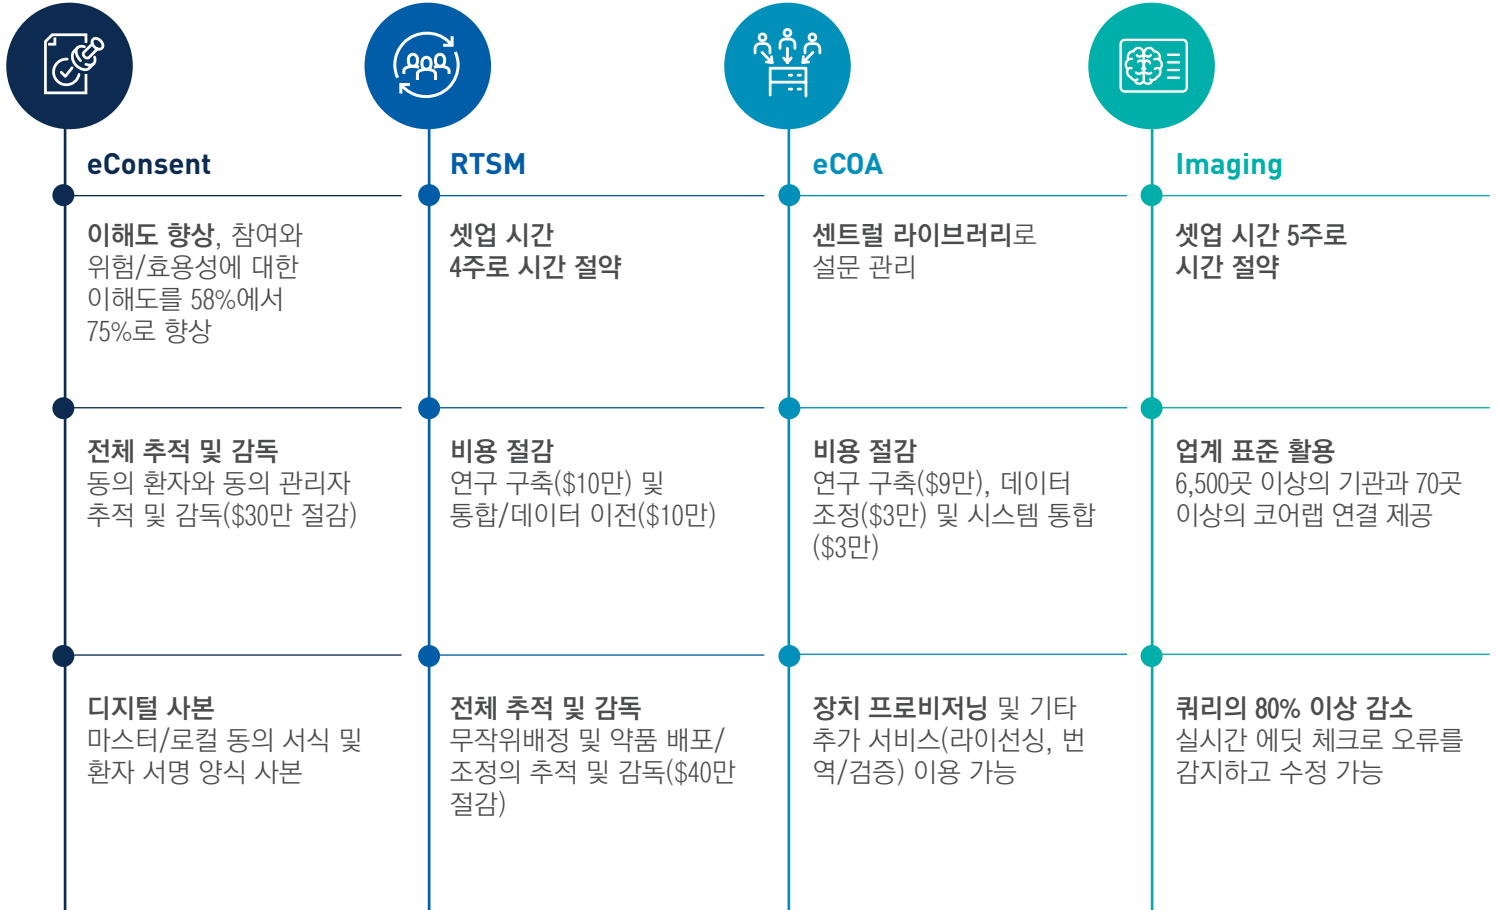 eConsent
이해도 향상, 참여와
위험/효용성에 대한
이해도를 58%에서
75%로 향상
전체 추적 및 감독
동의 환자와 동의 관리자
추적 및 감독($30만 절감)
디지털 사본
마스터/로컬 동의 서식 및
환자 서명 양식 사본
RTSM
셋업 시간
4주로 시간 절약
비용 절감
연구 구축($10만) 및
통합/데이터 이전($10만)
전체 추적 및 감독
무작위배정 및 약품 배포/
조정의 추적 및 감독($40만
절감)
eCOA
센트럴 라이브러리로
설문 관리
비용 절감
연구 구축($9만), 데이터
조정($3만) 및 시스템 통합
($3만)
장치 프로비저닝 및 기타
추가 서비스(라이선싱, 번
역/검증) 이용 가능
Imaging
셋업 시간 5주로
시간 절약
업계 표준 활용
6,500곳 이상의 기관과 70곳
이상의 코어랩 연결 제공
쿼리의 80% 이상 감소
실시간 에딧 체크로 오류를
감지하고 수정 가능